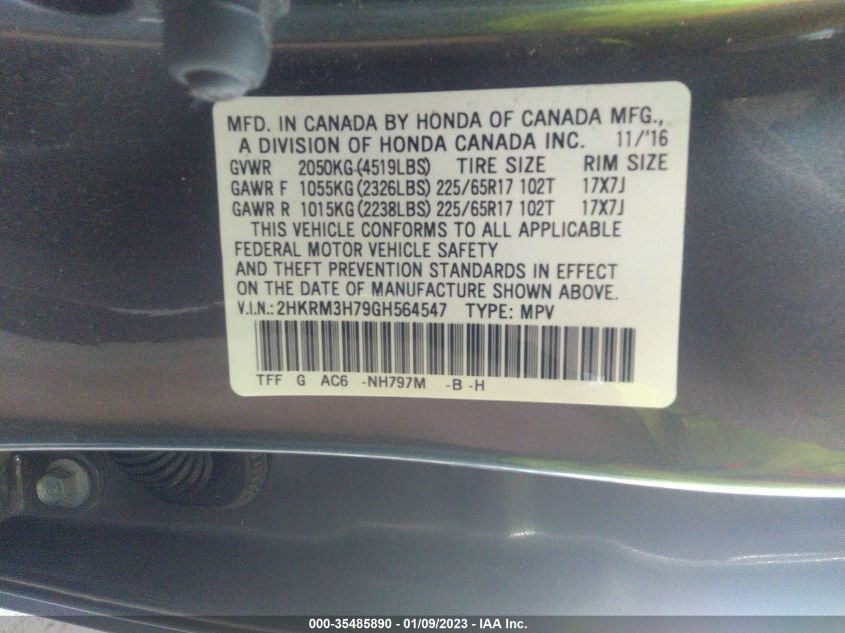 MFD. IN CANADA BY HONDA OF CANADA MFG.,
A DIVISION OF HONDA CANADA INC. 11/'16
GVWR 2050KG(4519LBS) TIRE SIZE RIM SIZE
GAWR F 1055KG(2326LBS) 225/65R17 102T 17X7J
GAWR R 1015KG(2238LBS) 225/65R17 102T 17X7J
THIS VEHICLE CONFORMS TO ALL APPLICABLE
FEDERAL MOTOR VEHICLE SAFETY
AND THEFT PREVENTION STANDARDS IN EFFECT
ON THE DATE OF MANUFACTURE SHOWN ABOVE.
V.I.N.: 2HKRM3H79GH564547 TYPE: MPV
TFF G AC6 -NH797M -B -H
000-35485890 - 01/09/2023 - IAA Inc.